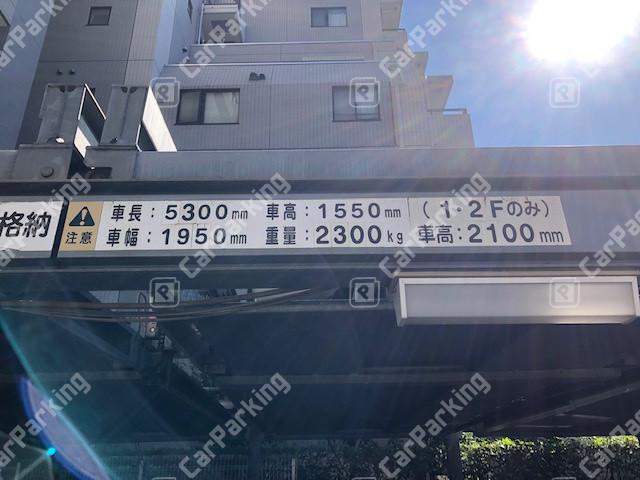 格納
注意
車長：5300mm 車高：1550mm （1・2Fのみ）
車幅：1950mm 重量：2300kg 車高：2100mm
CarParking